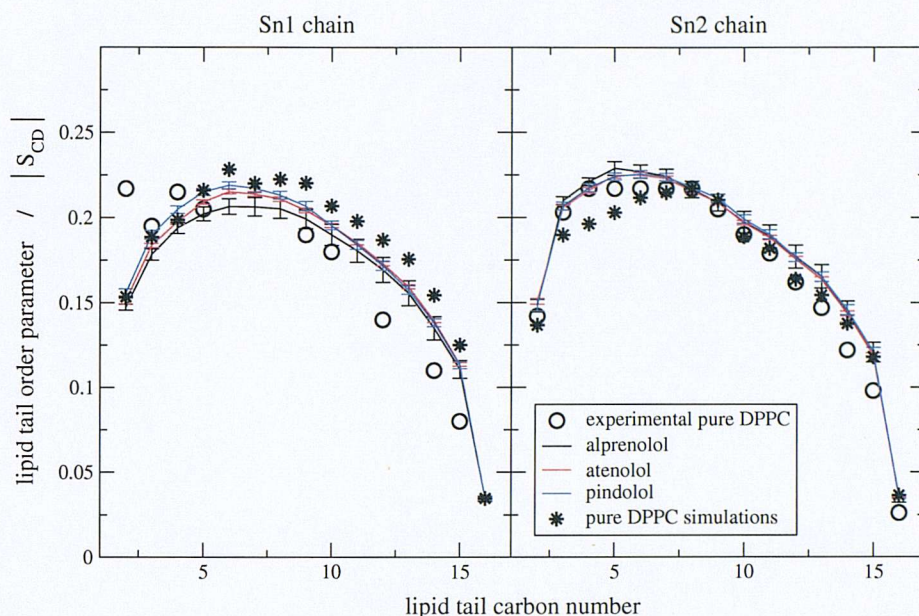 Sn1 chain
Sn2 chain
lipid tail order parameter / |S_CD|
0.25
0.2
0.15
0.1
0.05
0
experimental pure DPPC
alprenolol
atenolol
pindolol
pure DPPC simulations
5 10 15 5 10 15
lipid tail carbon number